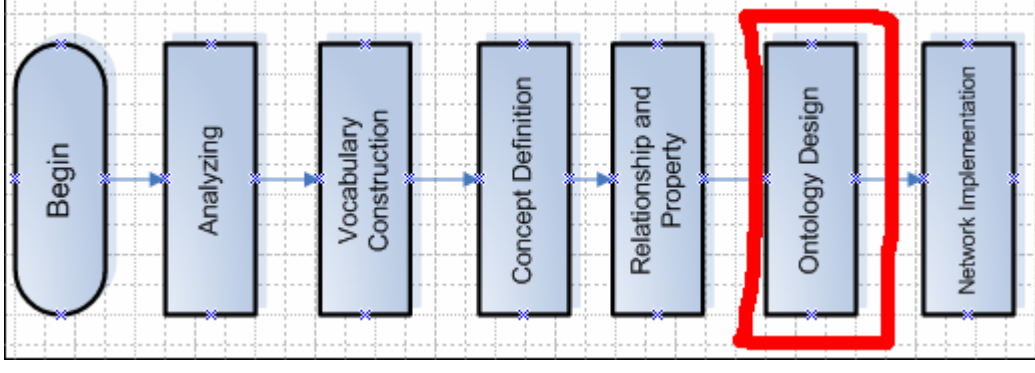 Begin
Analyzing
Vocabulary
Construction
Concept Definition
Relationship and
Property
Ontology Design
Network Implementation